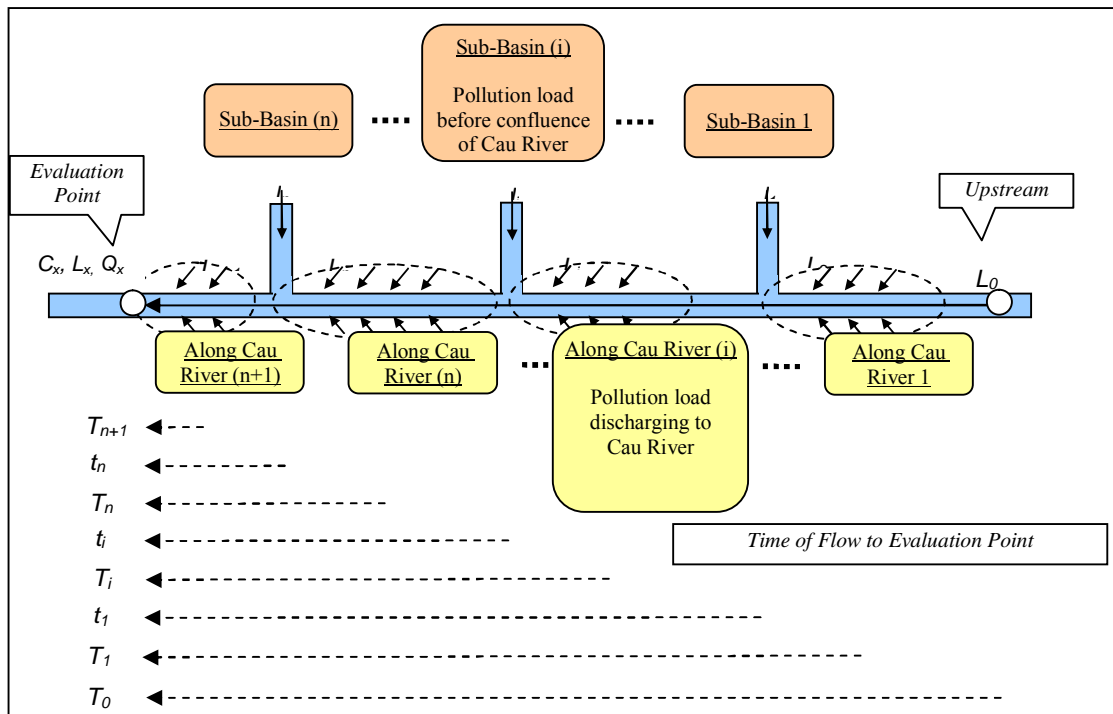 Sub-Basin (i)
Pollution load
before confluence
of Cau River
Sub-Basin (n)
Sub-Basin 1
Evaluation
Point
Upstream
Cx, Lx, Qx
L0
Along Cau
River (n+1)
Along Cau
River (n)
Along Cau River (i)
Pollution load
discharging to
Cau River
Along Cau
River 1
Tn+1
tn
Tn
ti
Ti
t1
T1
T0
Time of Flow to Evaluation Point